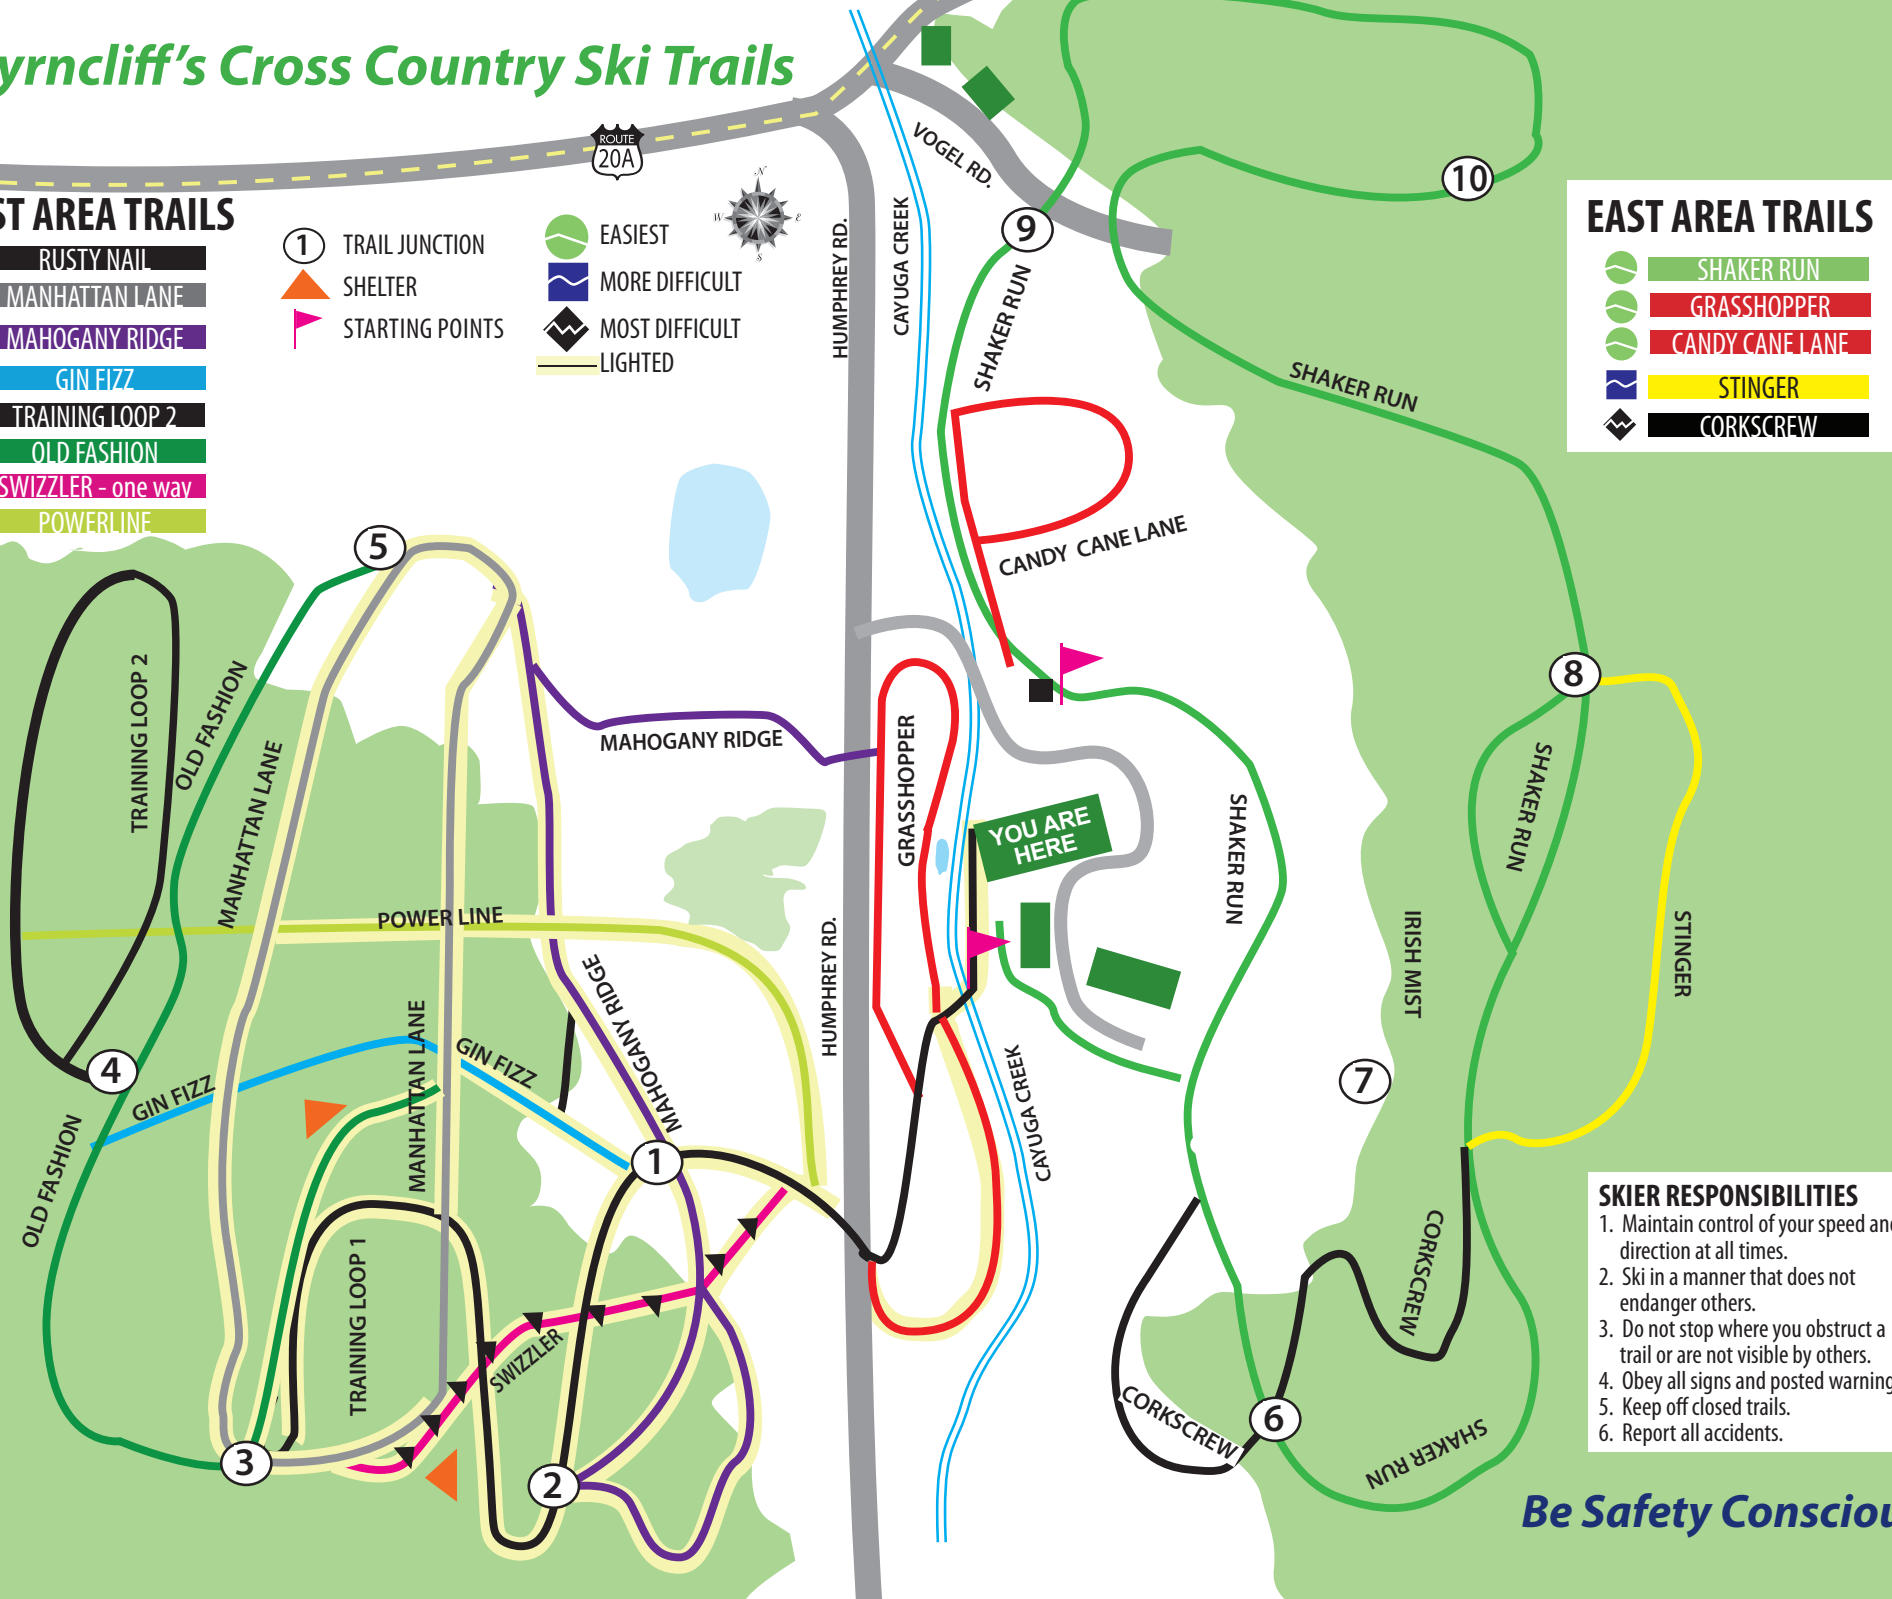 yrncliff's Cross Country Ski Trails
ROUTE
20A
VOGEL RD.
N
W
E
S
ST AREA TRAILS
RUSTY NAIL
MANHATTAN LANE
MAHOGANY RIDGE
GIN FIZZ
TRAINING LOOP 2
OLD FASHION
SWIZZLER - one way
POWERLINE
1 TRAIL JUNCTION
SHELTER
STARTING POINTS
EASIEST
MORE DIFFICULT
MOST DIFFICULT
LIGHTED
HUMPHREY RD.
CAYUGA CREEK
9
SHAKER RUN
10
EAST AREA TRAILS
SHAKER RUN
GRASSHOPPER
CANDY CANE LANE
STINGER
CORKSCREW
SHAKER RUN
CANDY CANE LANE
5
TRAINING LOOP 2
OLD FASHION
MANHATTAN LANE
MAHOGANY RIDGE
GRASSHOPPER
8
SHAKER RUN
YOU ARE
HERE
SHAKER RUN
IRISH MIST
STINGER
POWER LINE
HUMPHREY RD.
MAHOGANY RIDGE
MANHATTAN LANE
GIN FIZZ
GIN FIZZ
4
7
CAYUGA CREEK
OLD FASHION
1
TRAINING LOOP 1
SWIZZLER
CORKSCREW
CORKSCREW
6
SHAKER RUN
3
2
SKIER RESPONSIBILITIES
1. Maintain control of your speed and
direction at all times.
2. Ski in a manner that does not
endanger others.
3. Do not stop where you obstruct a
trail or are not visible by others.
4. Obey all signs and posted warning
5. Keep off closed trails.
6. Report all accidents.
Be Safety Consciou